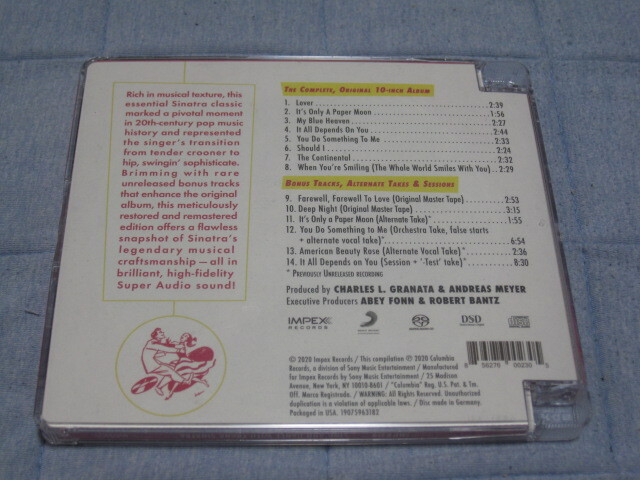 Rich in musical texture, this
essential Sinatra classic
marked a pivotal moment
in 20th-century pop music
history and represented
the singer's transition
from tender crooner to
hip, swingin' sophisticate.
Brimming with rare
unreleased bonus tracks
that enhance the original
album, this meticulously
restored and remastered
edition offers a flawless
snapshot of Sinatra's
legendary musical
craftsmanship — all in
brilliant, high-fidelity
Super Audio sound!
The Complete, Original 10-inch Album
1. Lover 2:39
2. It's Only A Paper Moon 1:56
3. My Blue Heaven 2:27
4. It All Depends On You 2:44
5. You Do Something To Me 2:33
6. Should I 2:24
7. The Continental 2:32
8. When You're Smiling (The Whole World Smiles With You) 2:29
Bonus Tracks, Alternate Takes & Sessions
9. Farewell, Farewell To Love (Original Master Tape) 2:53
10. Deep Night (Original Master Tape) 3:15
11. It's Only a Paper Moon (Alternate Take)* 1:55
12. You Do Something to Me (Orchestra Take, false starts
+ alternate vocal take)* 6:54
13. American Beauty Rose (Alternate Vocal Take)* 2:36
14. It All Depends on You (Session + 'Test' take)* 8:30
* Previously Unreleased recording
Produced by CHARLES L. GRANATA & ANDREAS MEYER
Executive Producers ABEY FONN & ROBERT BANTZ
IMPEX
RECORDS
SACD
DSD
℗ 2020 Impex Records / This compilation ℗ 2020 Columbia
Records, a division of Sony Music Entertainment / Manufactured
for Impex Records by Sony Music Entertainment / 25 Madison
Avenue, New York, NY 10010-8601 / "Columbia" Reg. U.S. Pat. & Tm.
Off. Marca Registrada. / WARNING: All Rights Reserved. Unauthorized
duplication is a violation of applicable laws. / Disc made in Germany.
Packaged in USA. 19075963182